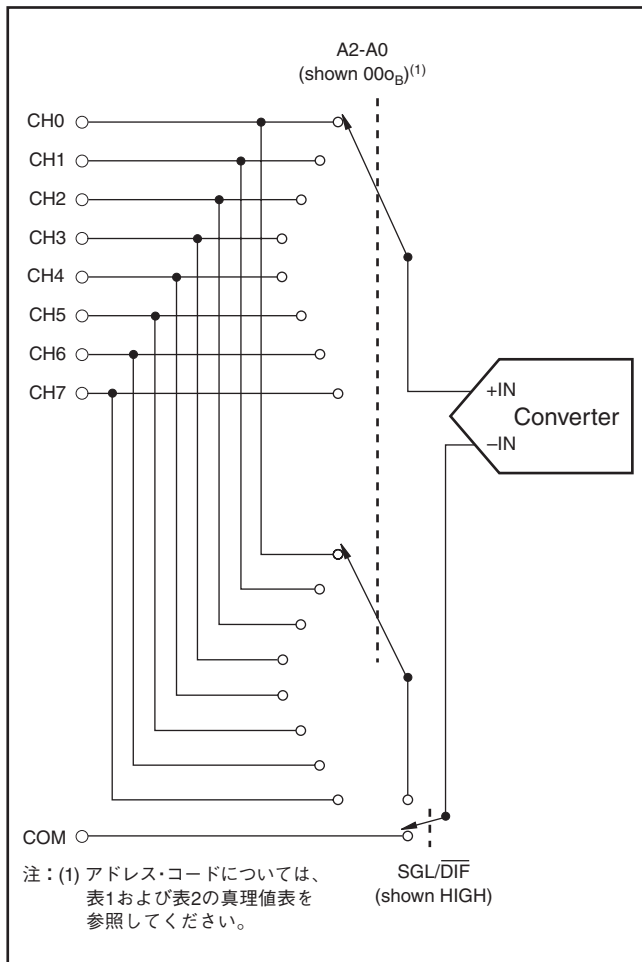 A2-A0
(shown 00oB)(1)
CH0
CH1
CH2
CH3
CH4
CH5
CH6
CH7
+IN
Converter
–IN
COM
SGL/DIF
(shown HIGH)
注：(1) アドレス・コードについては、
表1および表2の真理値表を
参照してください。